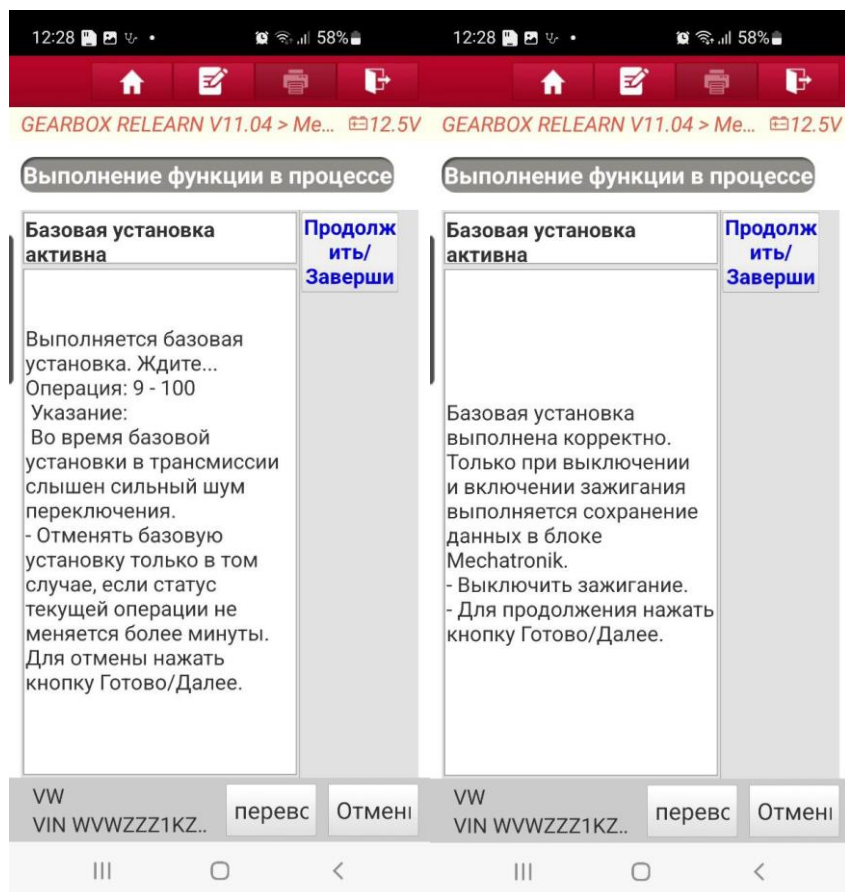 12:28
58%
GEARBOX RELEARN V11.04 > Me... 12.5V
Выполнение функции в процессе
Базовая установка
активна
Продолж
ить/
Заверши
Выполняется базовая
установка. Ждите...
Операция: 9 - 100
Указание:
Во время базовой
установки в трансмиссии
слышен сильный шум
переключения.
- Отменять базовую
установку только в том
случае, если статус
текущей операции не
меняется более минуты.
Для отмены нажать
кнопку Готово/Далее.
VW
VIN WVWZZZ1KZ..
перевс
Отмені
12:28
58%
GEARBOX RELEARN V11.04 > Me... 12.5V
Выполнение функции в процессе
Базовая установка
активна
Продолж
ить/
Заверши
Базовая установка
выполнена корректно.
Только при выключении
и включении зажигания
выполняется сохранение
данных в блоке
Mechatronik.
- Выключить зажигание.
- Для продолжения нажать
кнопку Готово/Далее.
VW
VIN WVWZZZ1KZ..
перевс
Отмені